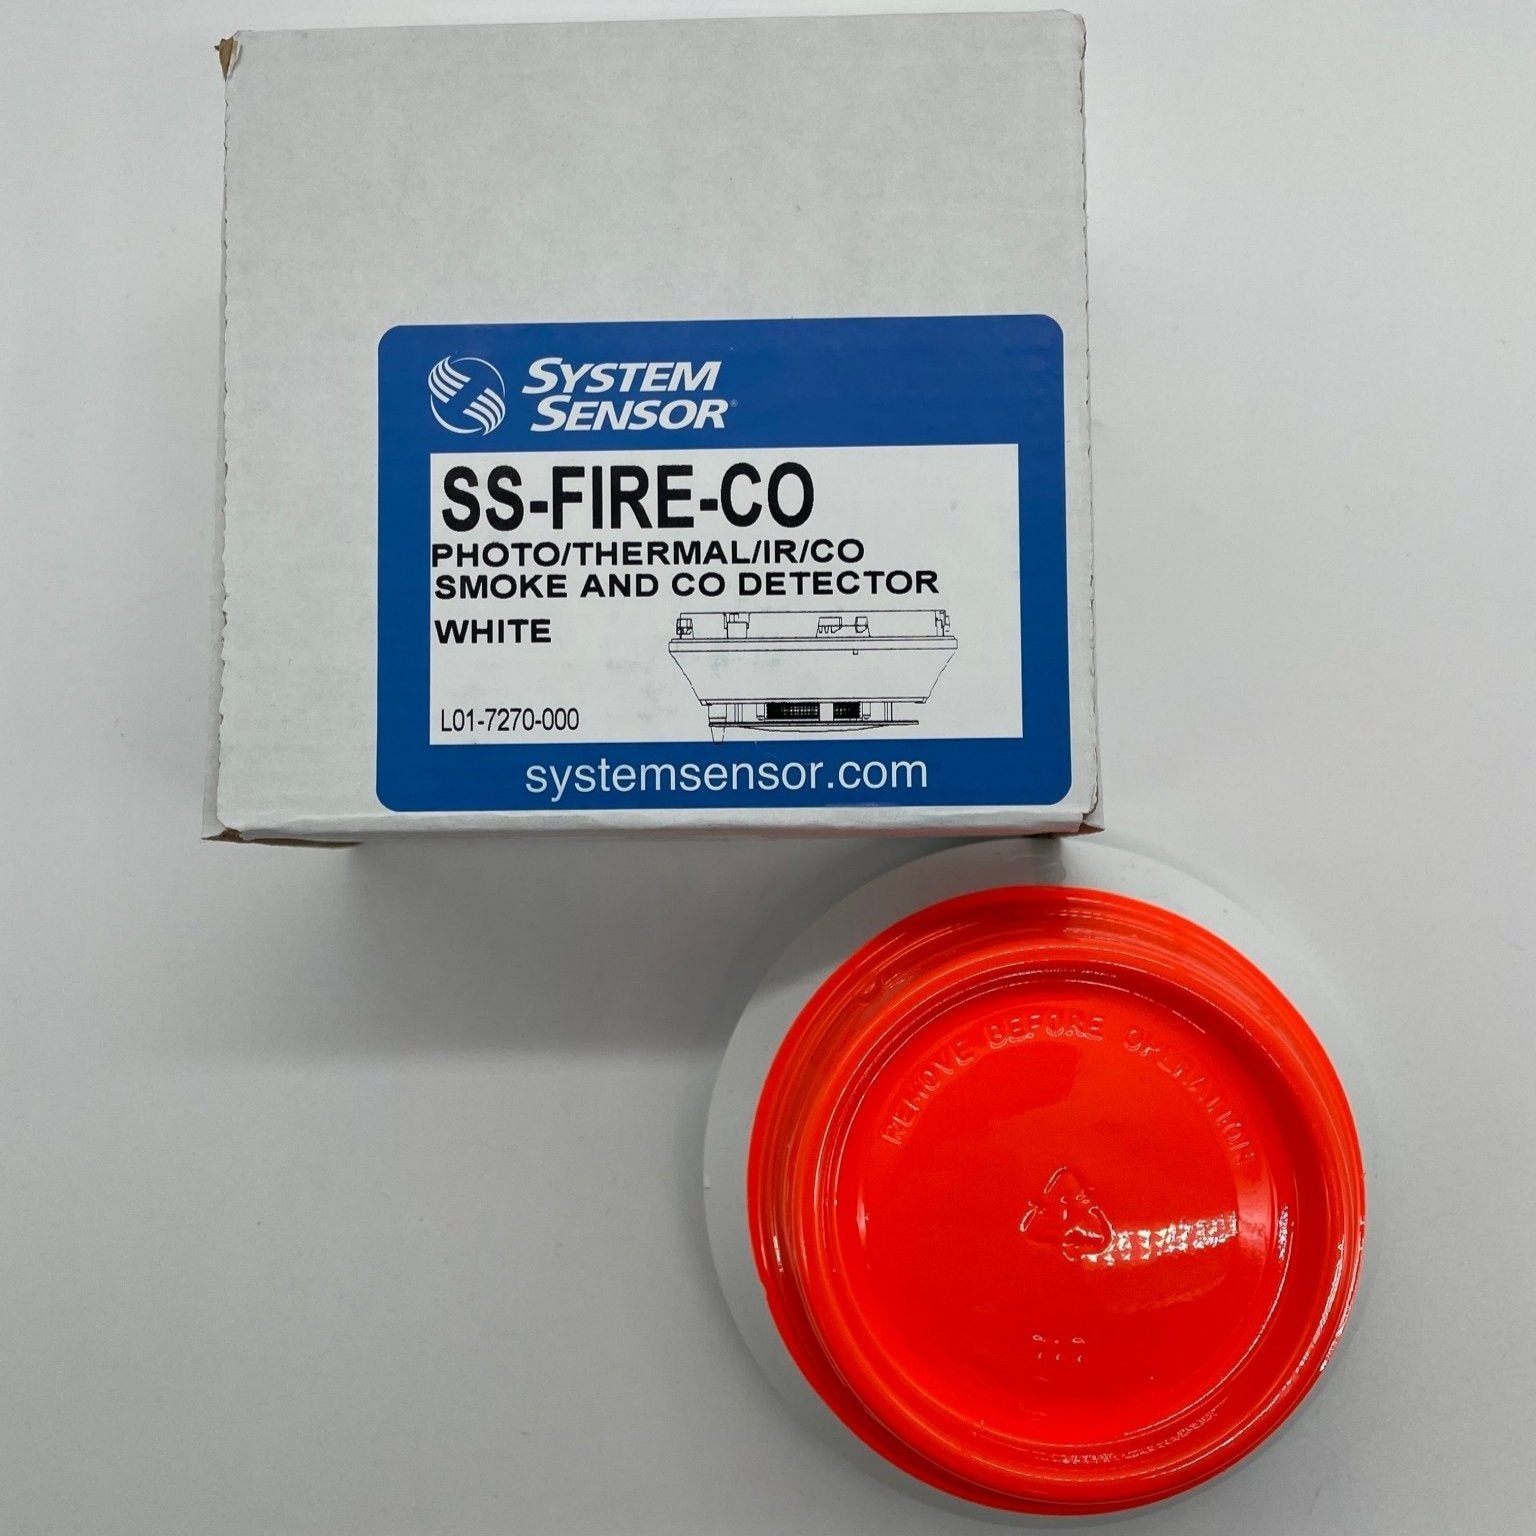 SYSTEM
SENSOR®
SS-FIRE-CO
PHOTO/THERMAL/IR/CO
SMOKE AND CO DETECTOR
WHITE
L01-7270-000
systemsensor.com
REMOVE BEFORE OPERATION